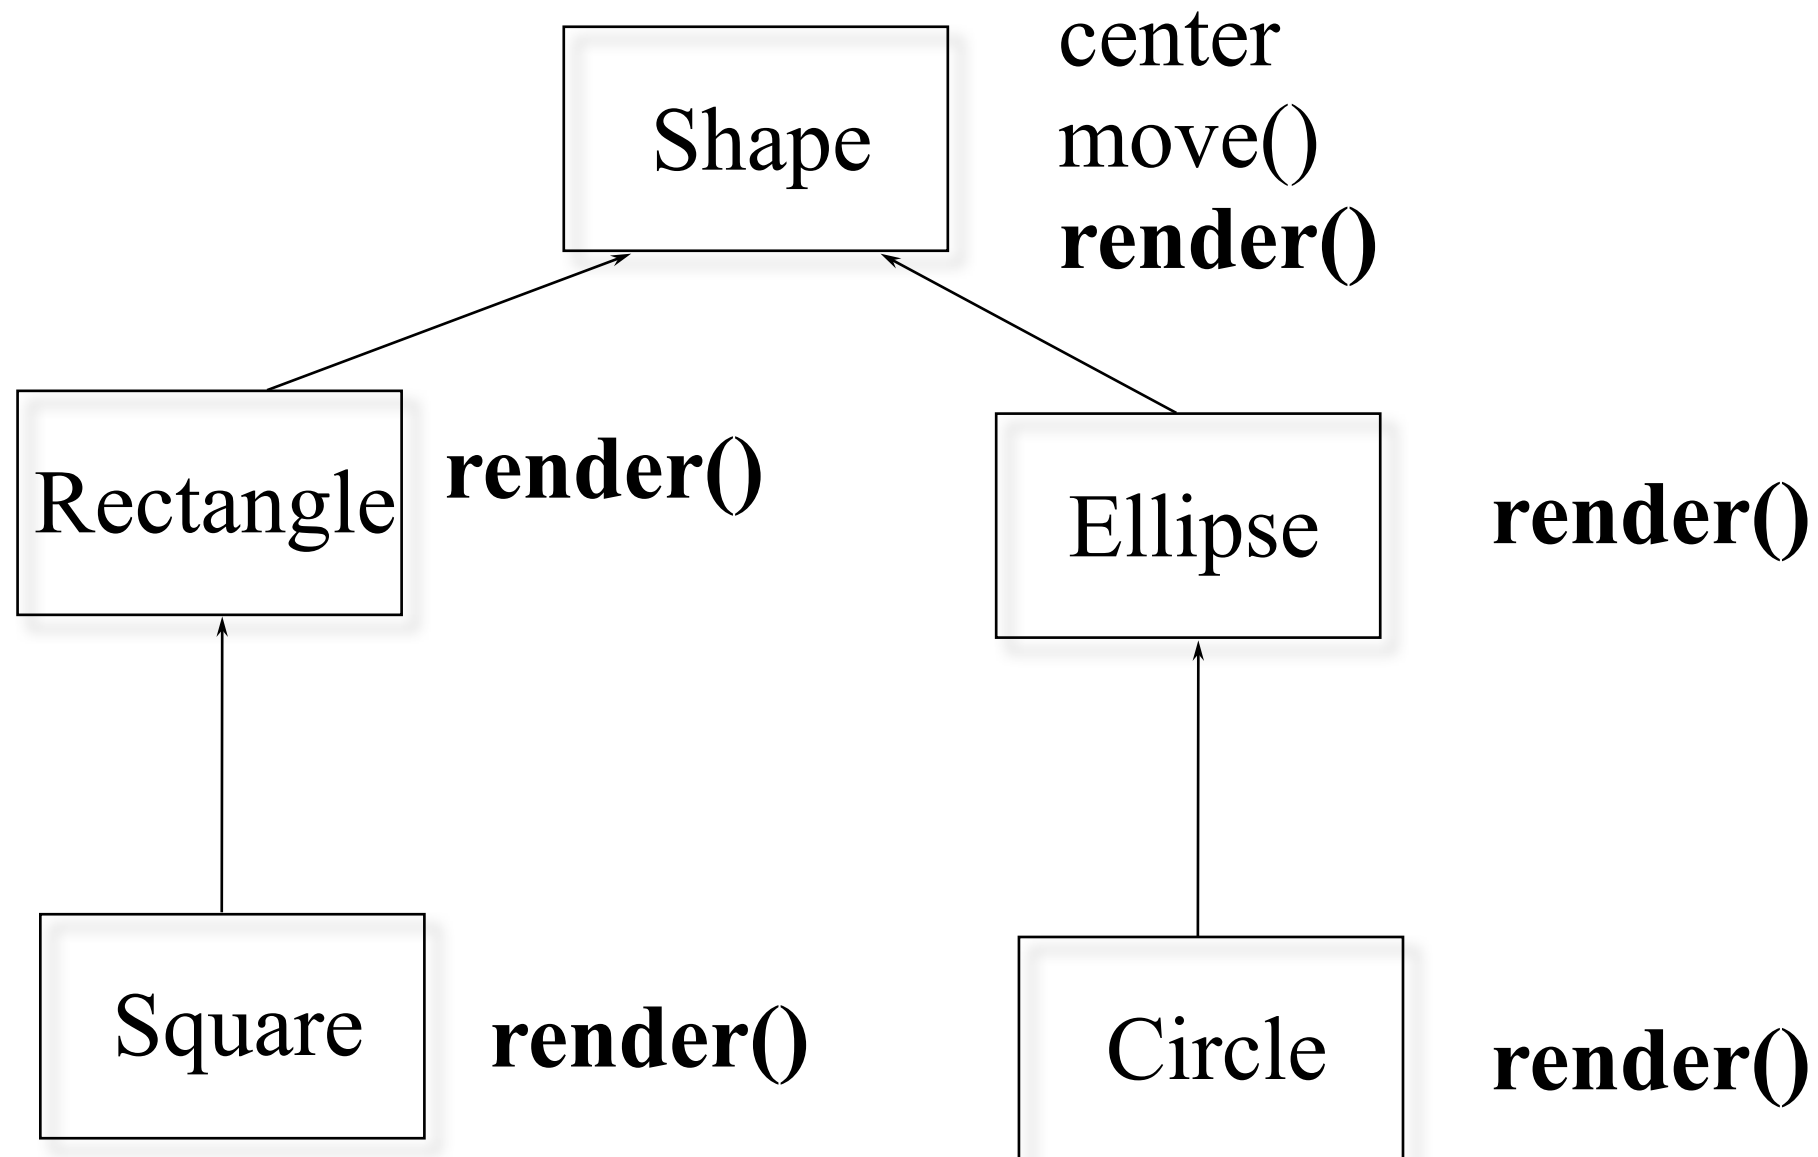 Shape
center
move()
render()
Rectangle
render()
Ellipse
render()
Square
render()
Circle
render()